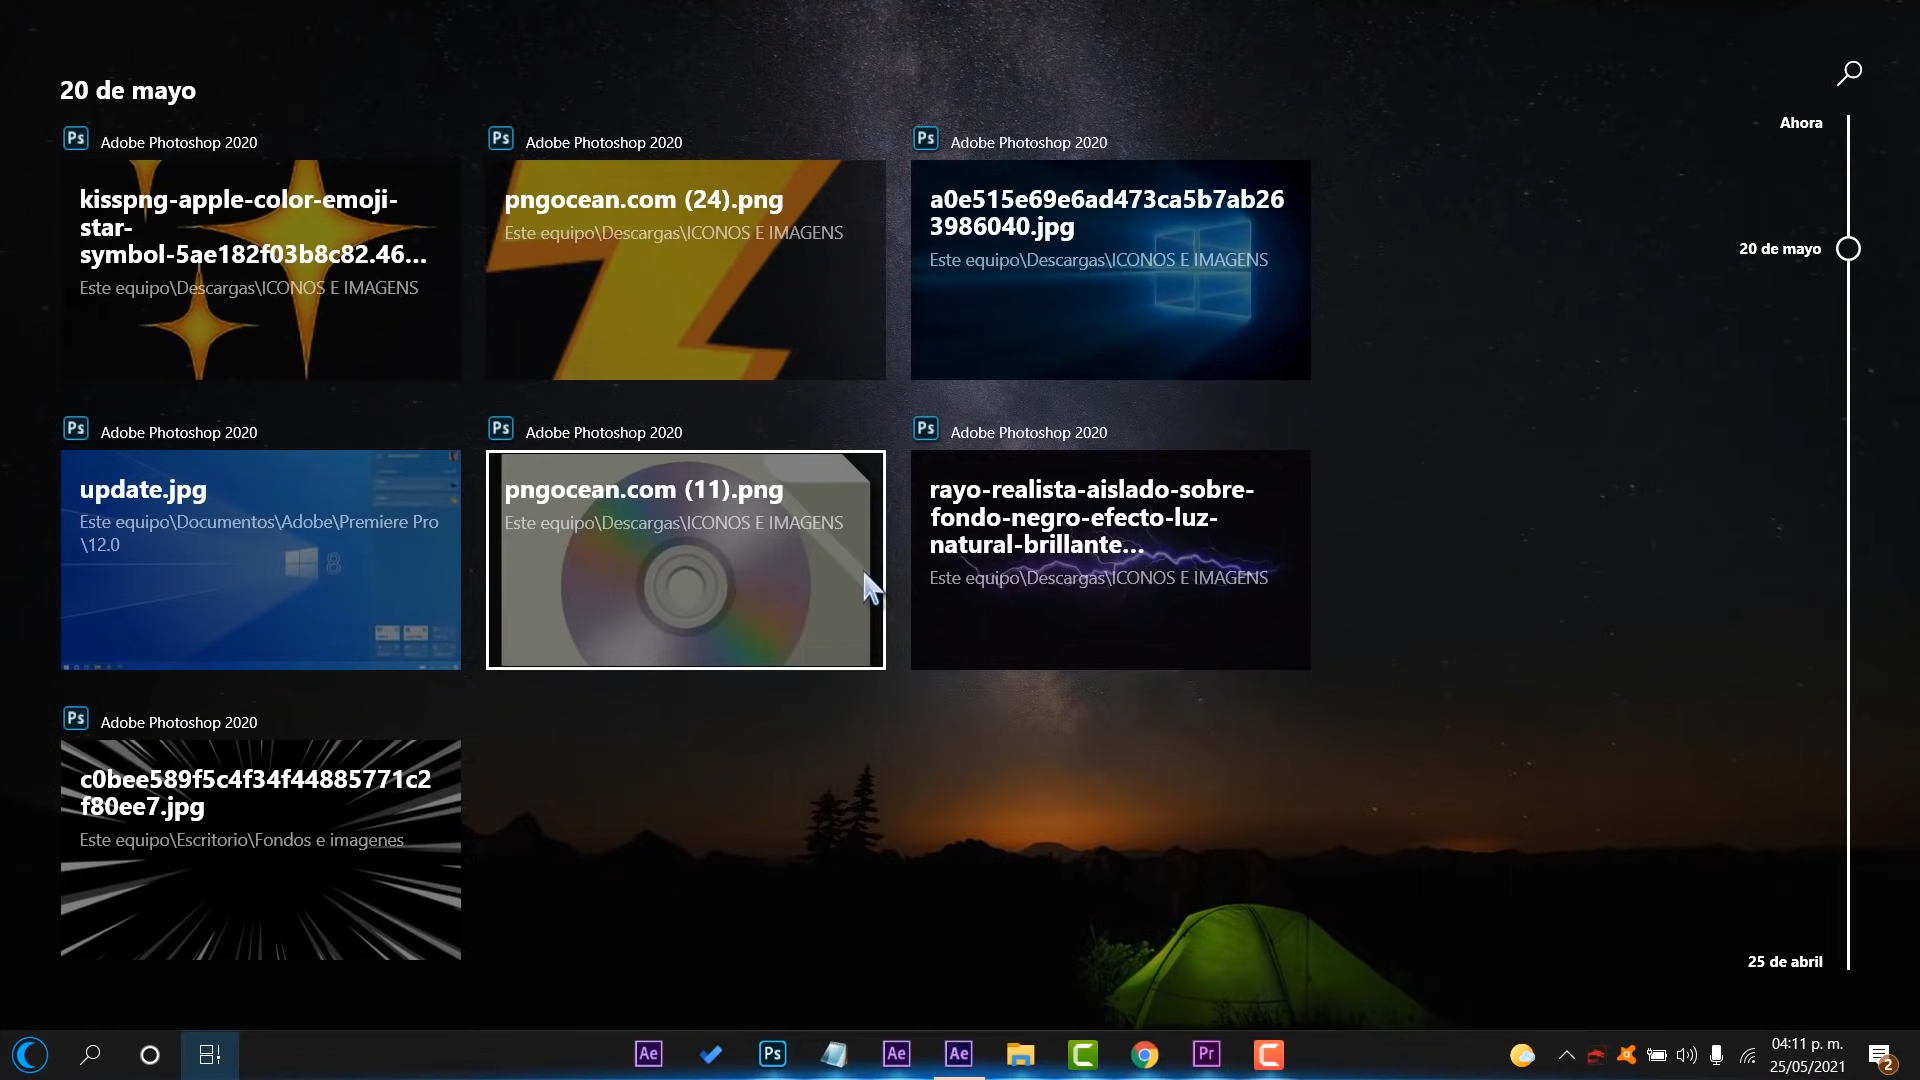 20 de mayo
Ahora
20 de mayo
25 de abril
Ps Adobe Photoshop 2020
kisspng-apple-color-emoji-
star-
symbol-5ae182f03b8c82.46...
Este equipo\Descargas\ICONOS E IMAGENS
Ps Adobe Photoshop 2020
pngocean.com (24).png
Este equipo\Descargas\ICONOS E IMAGENS
Ps Adobe Photoshop 2020
a0e515e69e6ad473ca5b7ab26
3986040.jpg
Este equipo\Descargas\ICONOS E IMAGENS
Ps Adobe Photoshop 2020
update.jpg
Este equipo\Documentos\Adobe\Premiere Pro
\12.0
8
Ps Adobe Photoshop 2020
pngocean.com (11).png
Este equipo\Descargas\ICONOS E IMAGENS
Ps Adobe Photoshop 2020
rayo-realista-aislado-sobre-
fondo-negro-efecto-luz-
natural-brillante...
Este equipo\Descargas\ICONOS E IMAGENS
Ps Adobe Photoshop 2020
c0bee589f5c4f34f44885771c2
f80ee7.jpg
Este equipo\Escritorio\Fondos e imagenes
Ae Ps Ae Ae Pr
04:11 p. m.
25/05/2021
2